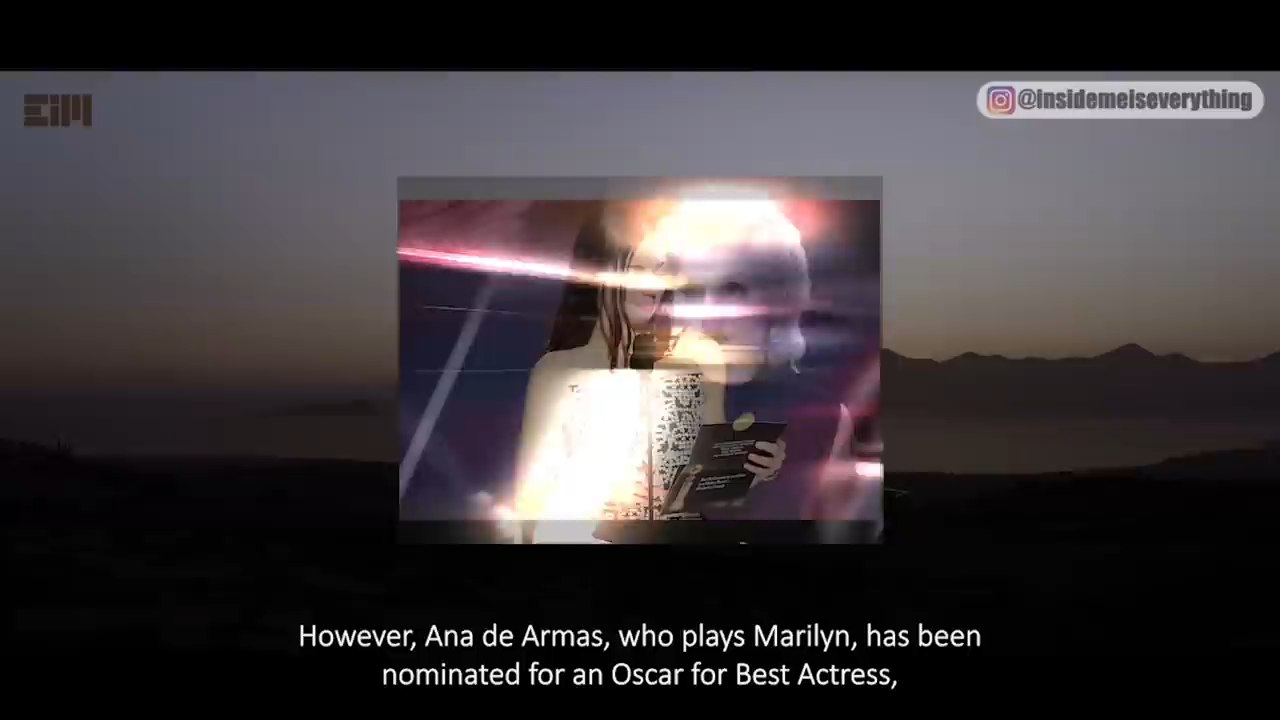 @insidemeiseverything
However, Ana de Armas, who plays Marilyn, has been
nominated for an Oscar for Best Actress,